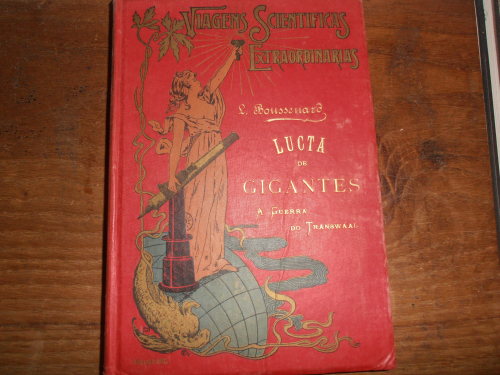 Viagens Scientificas
Extraordinarias
L. Boussenard
LUCTA
DE
GIGANTES
A Guerra
do Transwaal